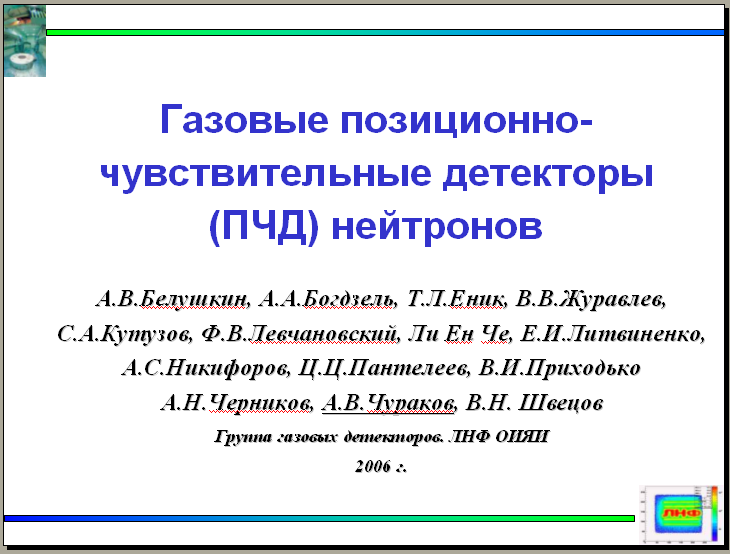 Газовые позиционно-
чувствительные детекторы
(ПЧД) нейтронов
А.В.Белушкин, А.А.Богдзель, Т.Л.Еник, В.В.Журавлев,
С.А.Кутузов, Ф.В.Левчановский, Ли Ен Че, Е.И.Литвиненко,
А.С.Никифоров, Ц.Ц.Пантелеев, В.И.Приходько
А.Н.Черников, А.В.Чураков, В.Н. Швецов
Группа газовых детекторов. ЛНФ ОИЯИ
2006 г.
ЛНФ